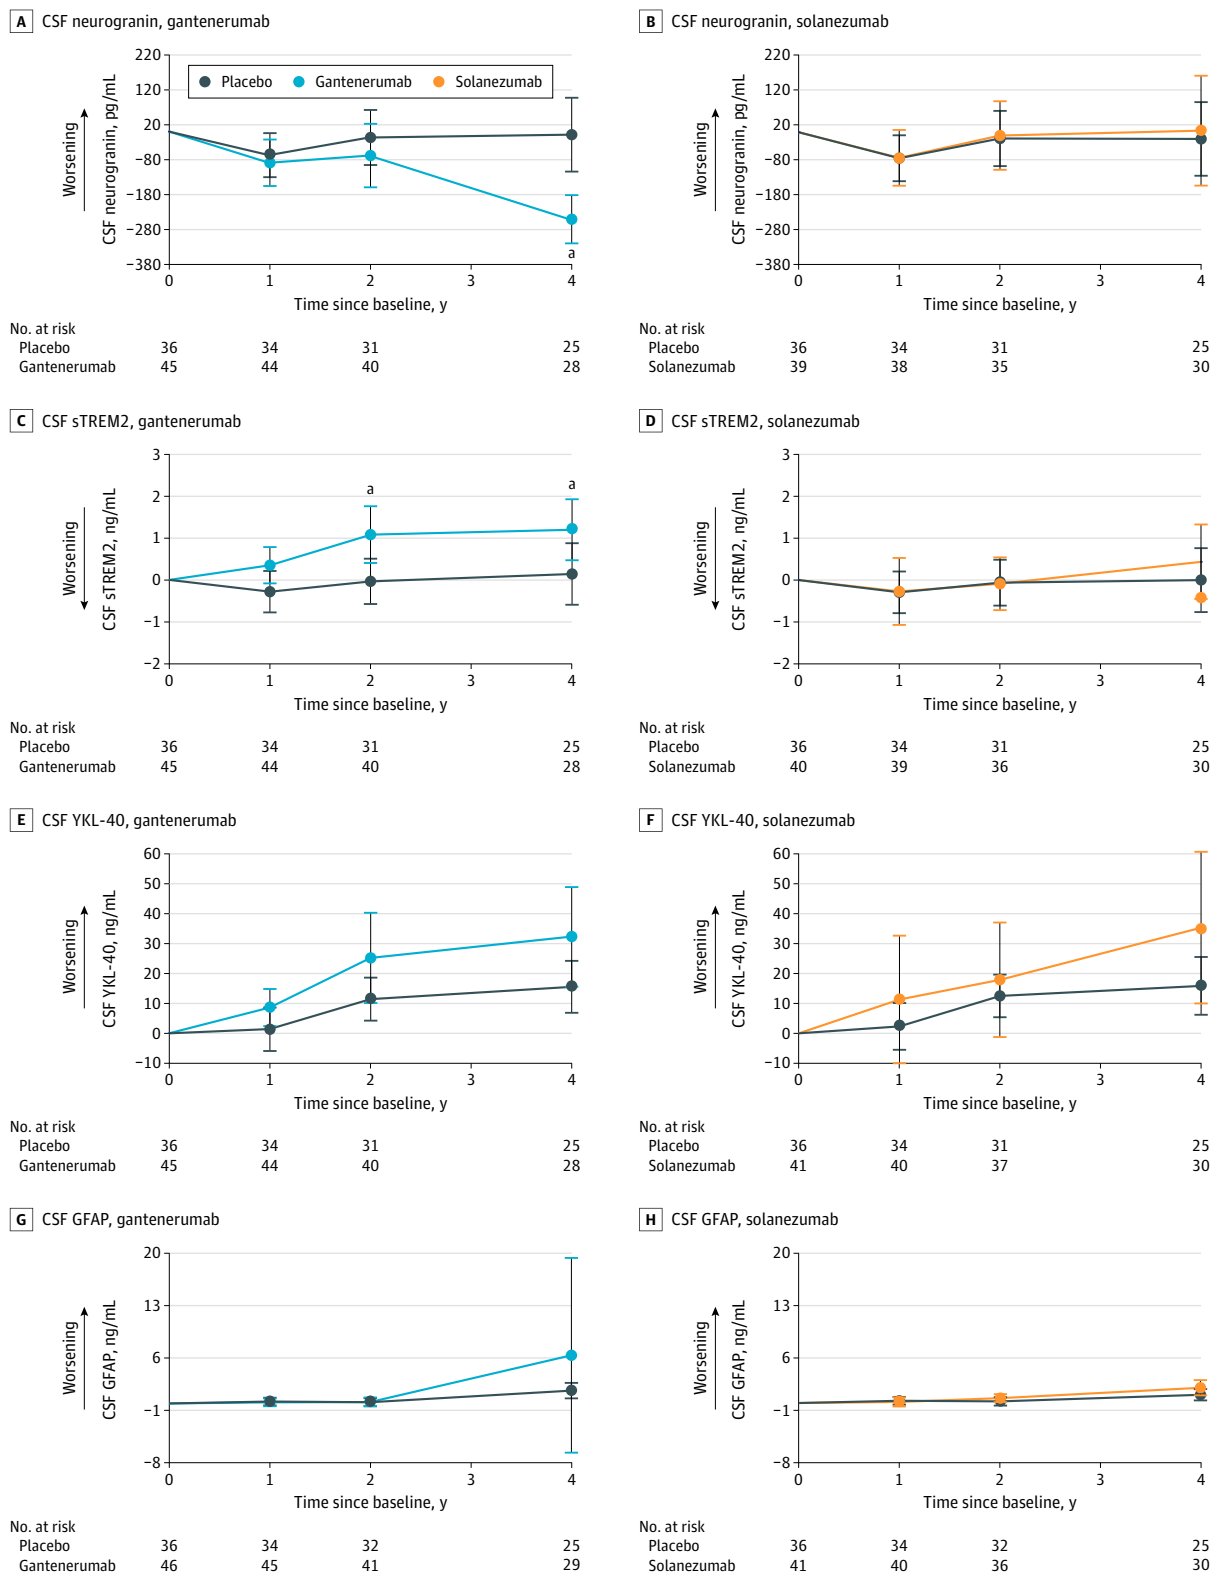 A CSF neurogranin, gantenerumab
220
120
20
−80
−180
−280
−380
Worsening
CSF neurogranin, pg/mL
Placebo Gantenerumab Solanezumab
a
0 1 2 3 4
Time since baseline, y
No. at risk
Placebo 36 34 31 25
Gantenerumab 45 44 40 28
B CSF neurogranin, solanezumab
220
120
20
−80
−180
−280
−380
Worsening
CSF neurogranin, pg/mL
0 1 2 3 4
Time since baseline, y
No. at risk
Placebo 36 34 31 25
Solanezumab 39 38 35 30
C CSF sTREM2, gantenerumab
3
2
1
0
−1
−2
Worsening
CSF sTREM2, ng/mL
a a
0 1 2 3 4
Time since baseline, y
No. at risk
Placebo 36 34 31 25
Gantenerumab 45 44 40 28
D CSF sTREM2, solanezumab
3
2
1
0
−1
−2
Worsening
CSF sTREM2, ng/mL
0 1 2 3 4
Time since baseline, y
No. at risk
Placebo 36 34 31 25
Solanezumab 40 39 36 30
E CSF YKL-40, gantenerumab
60
50
40
30
20
10
0
−10
Worsening
CSF YKL-40, ng/mL
0 1 2 3 4
Time since baseline, y
No. at risk
Placebo 36 34 31 25
Gantenerumab 45 44 40 28
F CSF YKL-40, solanezumab
60
50
40
30
20
10
0
−10
Worsening
CSF YKL-40, ng/mL
0 1 2 3 4
Time since baseline, y
No. at risk
Placebo 36 34 31 25
Solanezumab 41 40 37 30
G CSF GFAP, gantenerumab
20
13
6
−1
−8
Worsening
CSF GFAP, ng/mL
0 1 2 3 4
Time since baseline, y
No. at risk
Placebo 36 34 32 25
Gantenerumab 46 45 41 29
H CSF GFAP, solanezumab
20
13
6
−1
−8
Worsening
CSF GFAP, ng/mL
0 1 2 3 4
Time since baseline, y
No. at risk
Placebo 36 34 32 25
Solanezumab 41 40 36 30